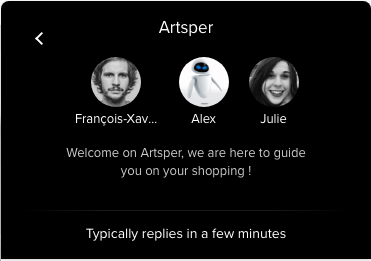 Artsper
François-Xav...
Alex
Julie
Welcome on Artsper, we are here to guide
you on your shopping !
Typically replies in a few minutes